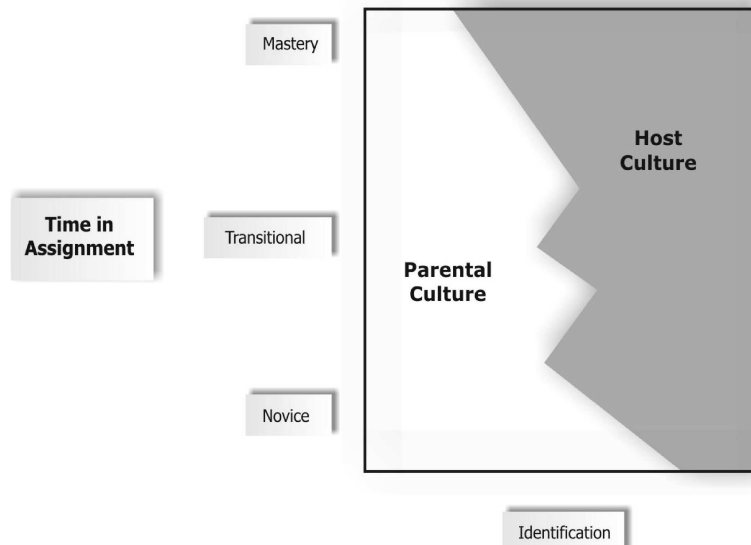 Mastery
Host
Culture
Time in
Assignment
Transitional
Parental
Culture
Novice
Identification